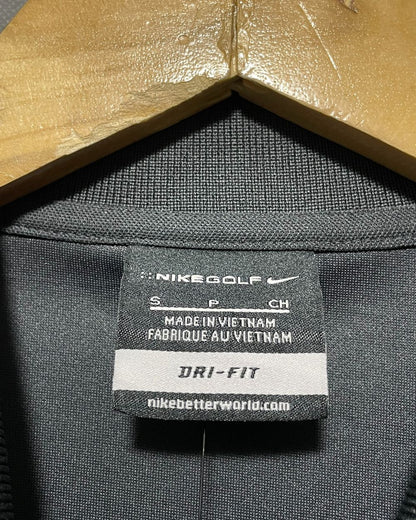 NIKEGOLF
S P CH
MADE IN VIETNAM
FABRIQUE AU VIETNAM
DRI-FIT
nikebetterworld.com